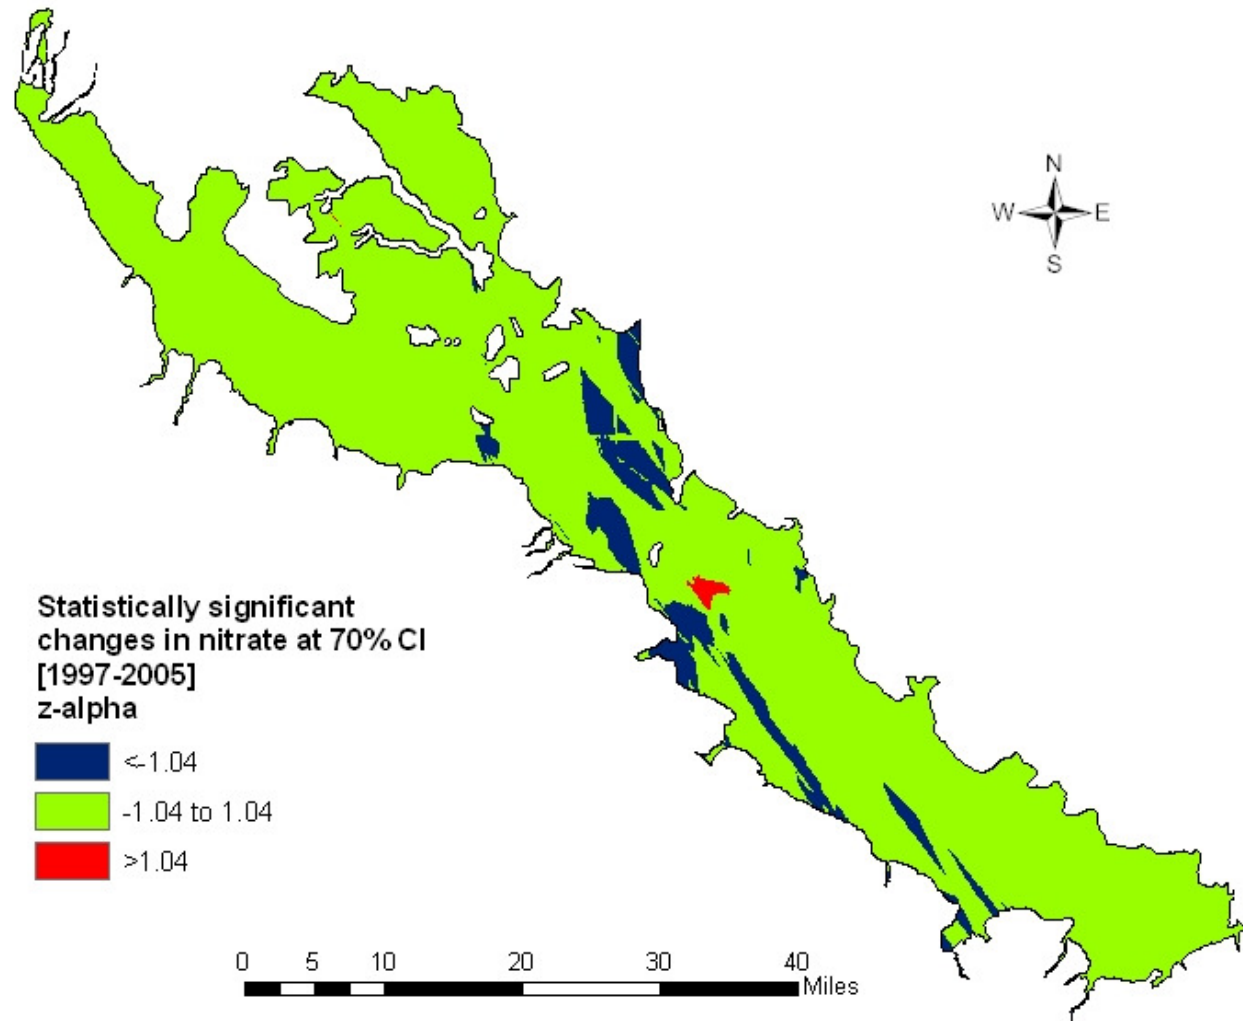 N
W E
S
Statistically significant
changes in nitrate at 70% CI
[1997-2005]
z-alpha
<-1.04
-1.04 to 1.04
>1.04
0 5 10 20 30 40
Miles